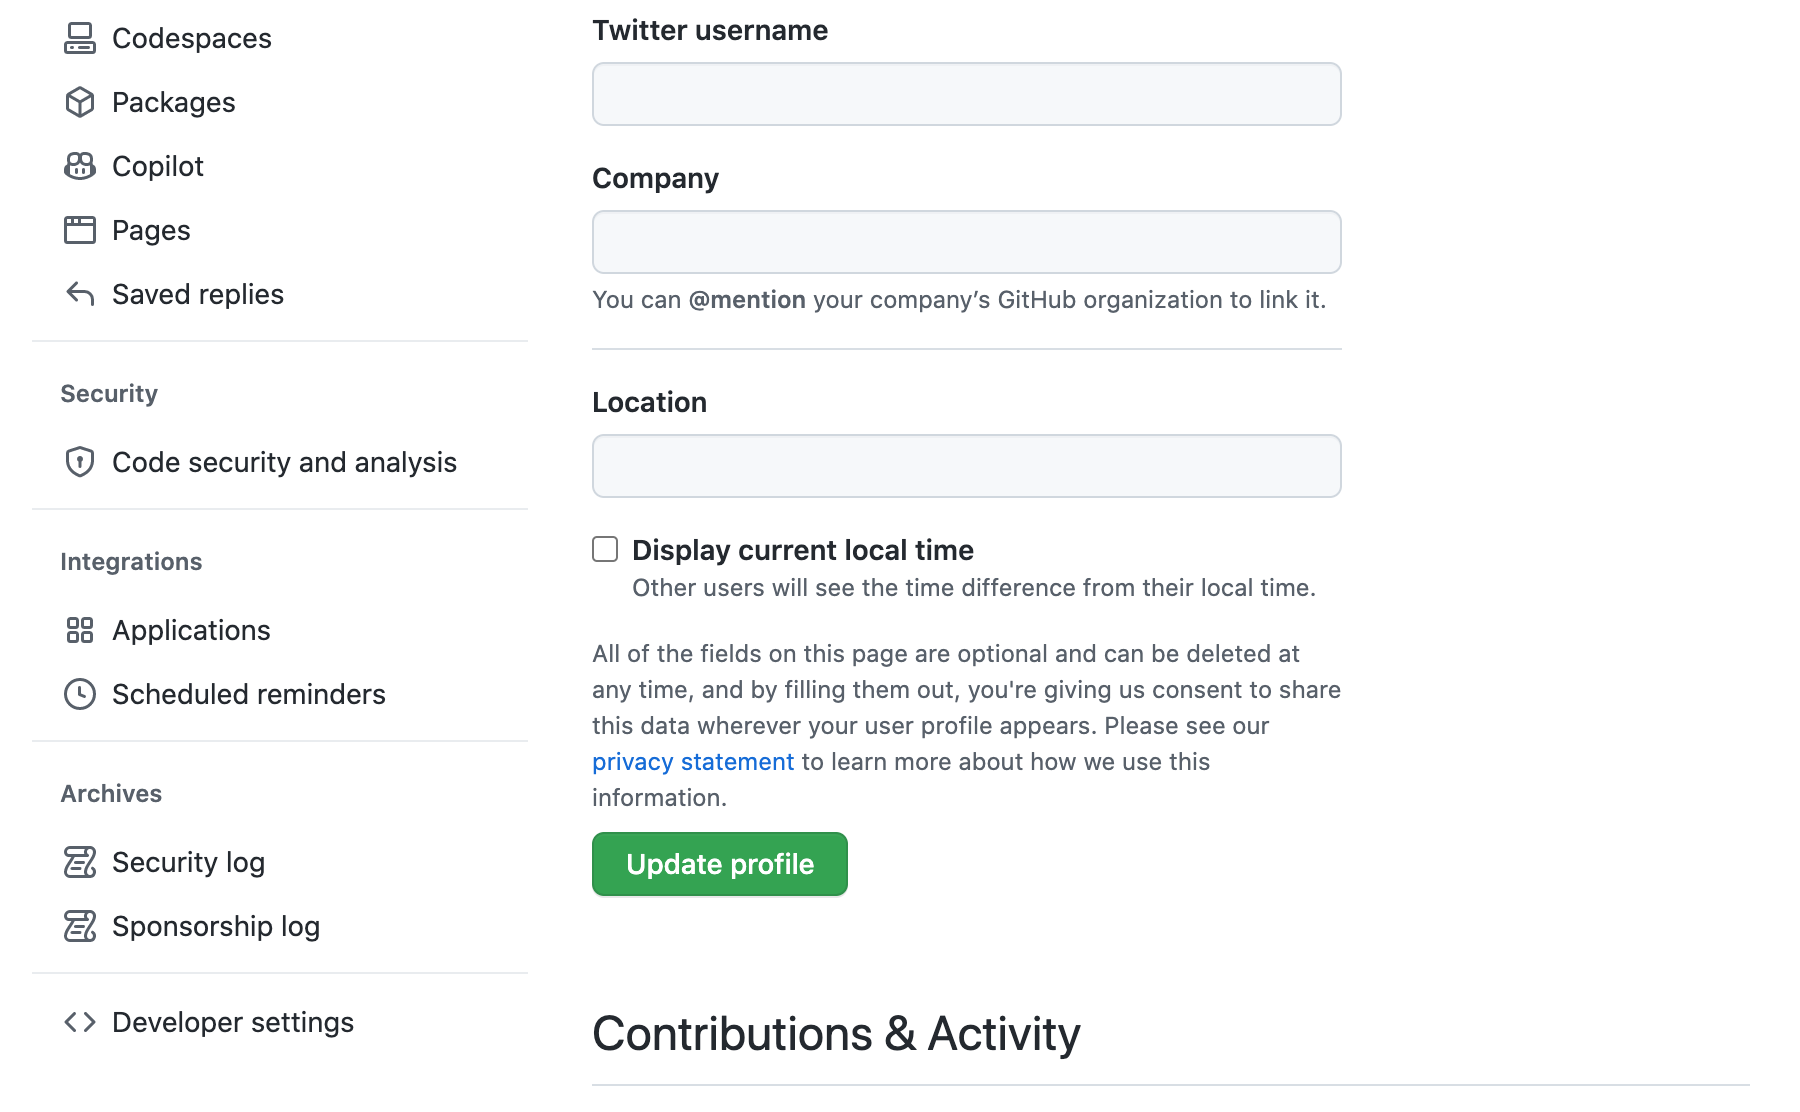 Codespaces
Packages
Copilot
Pages
Saved replies
Security
Code security and analysis
Integrations
Applications
Scheduled reminders
Archives
Security log
Sponsorship log
Developer settings
Twitter username
Company
You can @mention your company’s GitHub organization to link it.
Location
Display current local time
Other users will see the time difference from their local time.
All of the fields on this page are optional and can be deleted at
any time, and by filling them out, you're giving us consent to share
this data wherever your user profile appears. Please see our
privacy statement to learn more about how we use this
information.
Update profile
Contributions & Activity